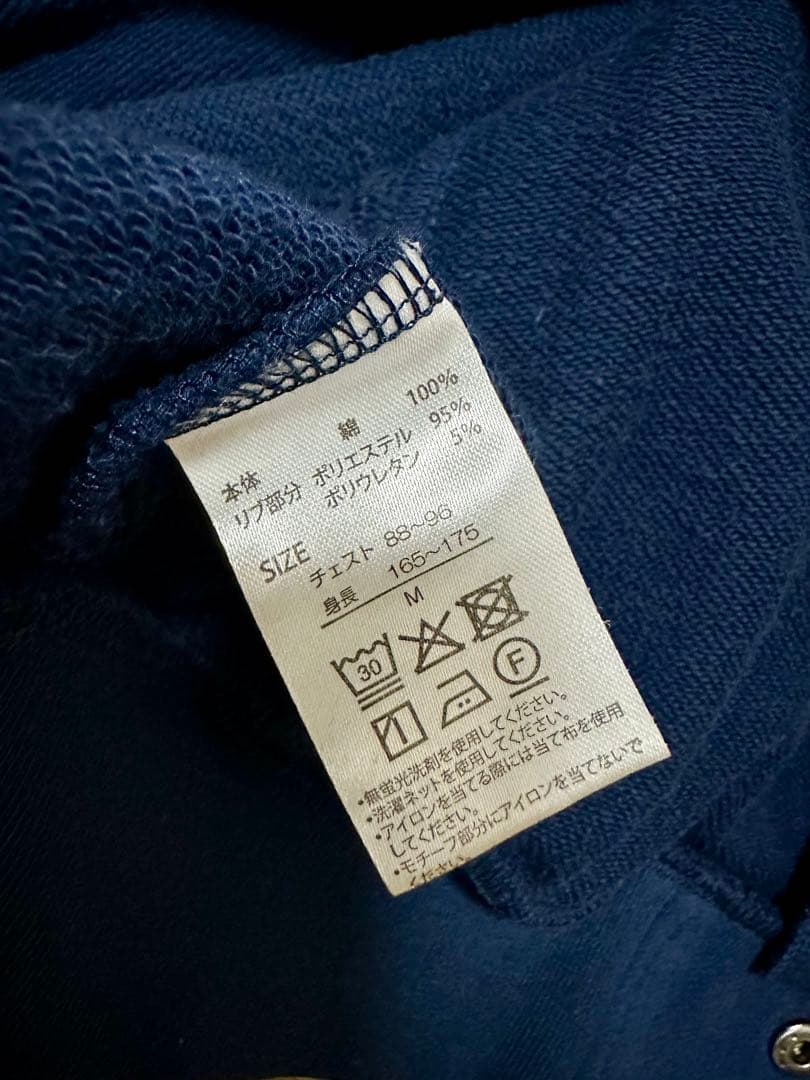 本体 綿 100%
リブ部分 ポリエステル 95%
ポリウレタン 5%
SIZE
チェスト 88~96
身長 165~175
M
30
F
・無蛍光洗剤を使用してください。
・洗濯ネットを使用してください。
・アイロンを当てる際には当て布を使用
してください。
・モチーフ部分にアイロンを当てないで
ください。